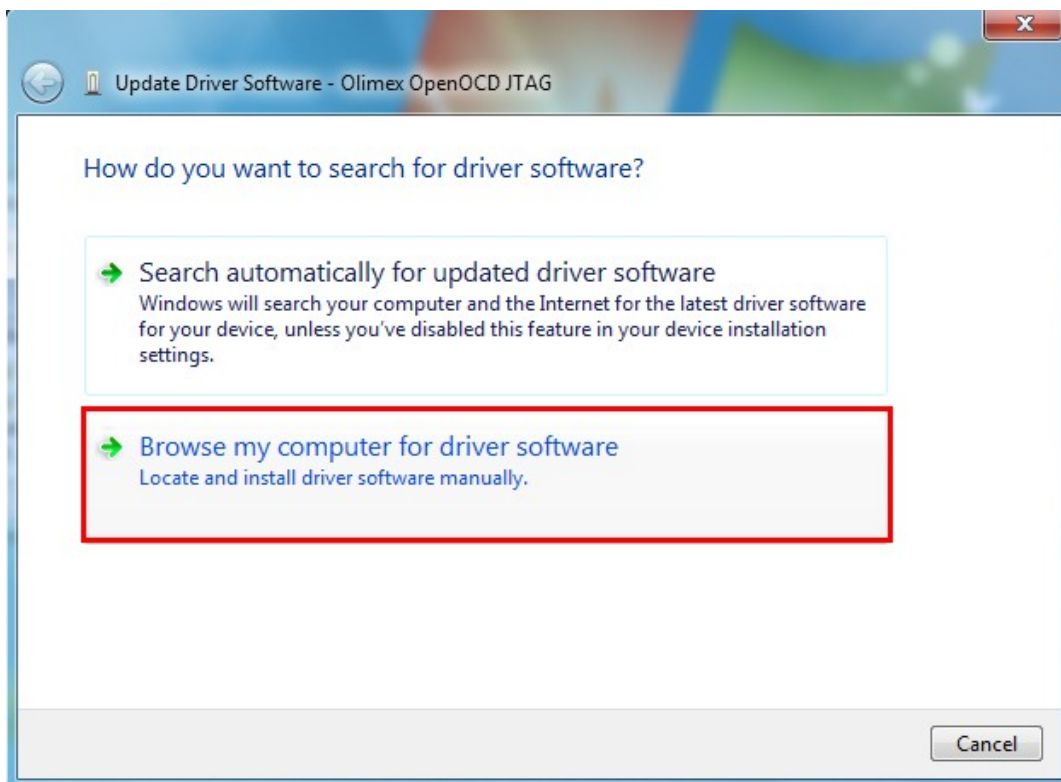 Update Driver Software - Olimex OpenOCD JTAG
How do you want to search for driver software?
Search automatically for updated driver software
Windows will search your computer and the Internet for the latest driver software
for your device, unless you've disabled this feature in your device installation
settings.
Browse my computer for driver software
Locate and install driver software manually.
Cancel